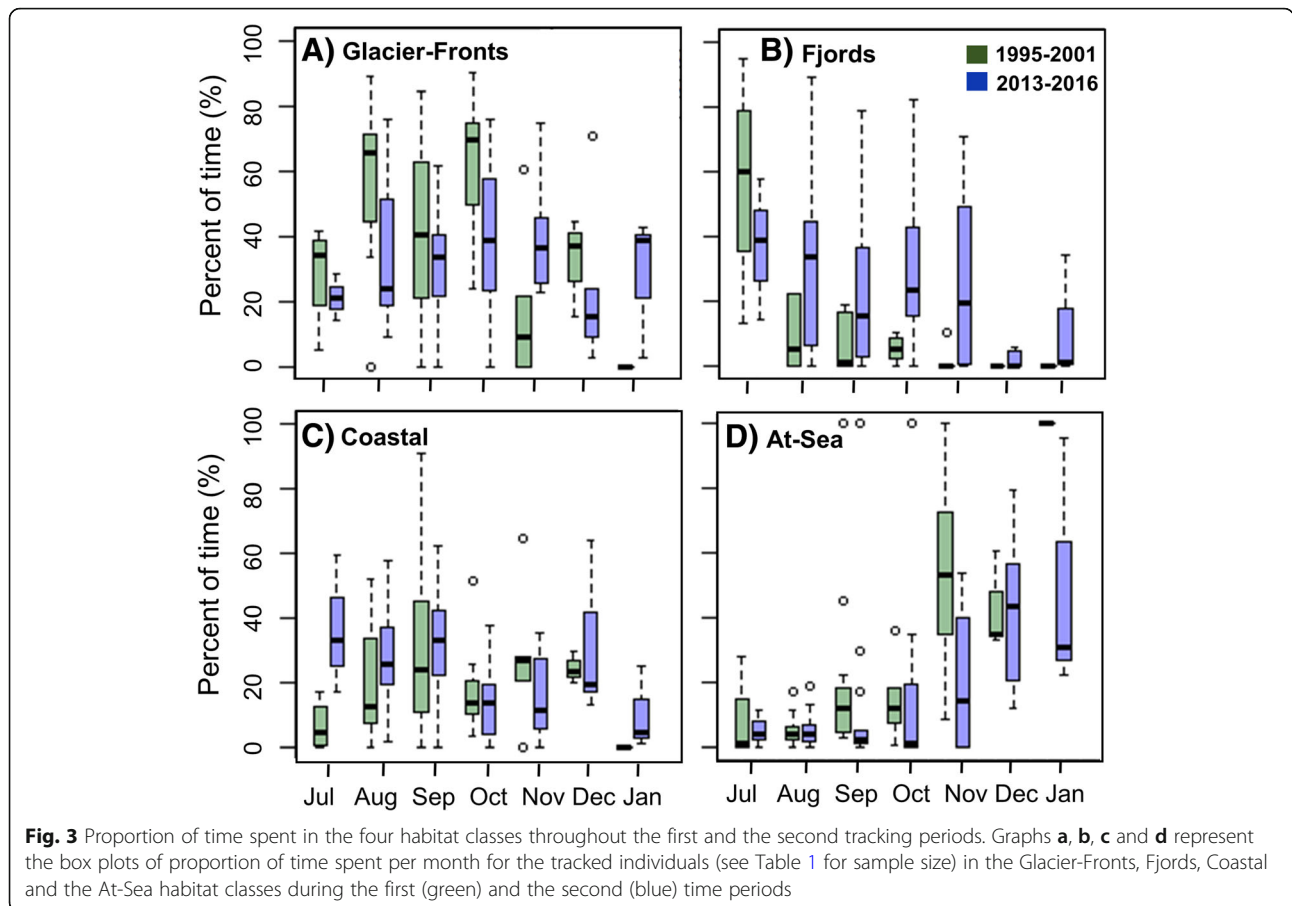 A) Glacier-Fronts
B) Fjords
1995-2001
2013-2016
Percent of time (%)
100
80
60
40
20
0
C) Coastal
D) At-Sea
Percent of time (%)
100
80
60
40
20
0
Jul Aug Sep Oct Nov Dec Jan
Jul Aug Sep Oct Nov Dec Jan
Fig. 3 Proportion of time spent in the four habitat classes throughout the first and the second tracking periods. Graphs a, b, c and d represent
the box plots of proportion of time spent per month for the tracked individuals (see Table 1 for sample size) in the Glacier-Fronts, Fjords, Coastal
and the At-Sea habitat classes during the first (green) and the second (blue) time periods